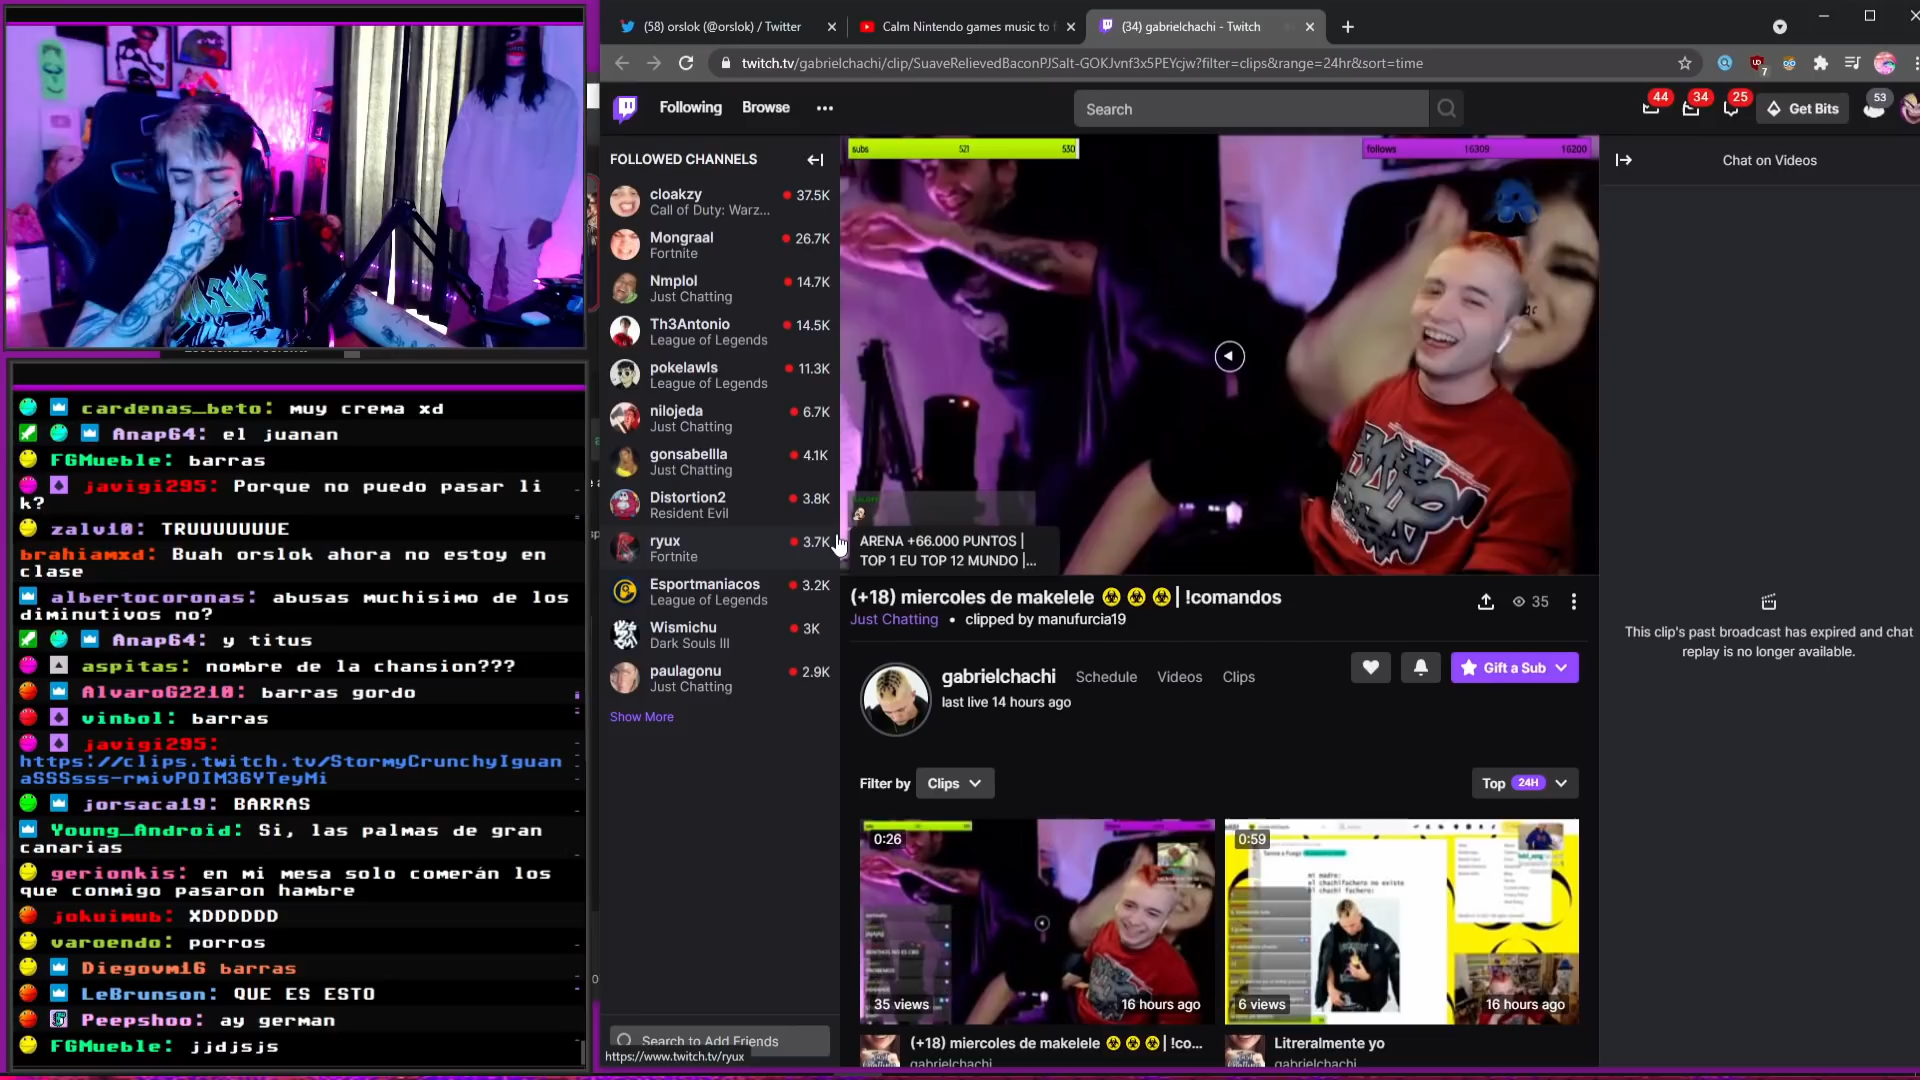 (58) orslok (@orslok) / Twitter
Calm Nintendo games music to f
(34) gabrielchachi - Twitch
twitch.tv/gabrielchachi/clip/SuaveRelievedBaconPJSalt-GOKJvnf3x5PEYcjw?filter=clips&range=24hr&sort=time
7
Following
Browse
Search
44
34
25
Get Bits
53
FOLLOWED CHANNELS
cloakzy
37.5K
Call of Duty: Warz...
Mongraal
26.7K
Fortnite
Nmplol
14.7K
Just Chatting
Th3Antonio
14.5K
League of Legends
pokelawls
11.3K
League of Legends
nilojeda
6.7K
Just Chatting
gonsabellla
4.1K
Just Chatting
Distortion2
3.8K
Resident Evil
ryux
3.7K
Fortnite
Esportmaniacos
3.2K
League of Legends
Wismichu
3K
Dark Souls III
paulagonu
2.9K
Just Chatting
Show More
Search to Add Friends
https://www.twitch.tv/ryux
subs 521 530
follows 16309 16200
ARENA +66.000 PUNTOS |
TOP 1 EU TOP 12 MUNDO |...
(+18) miercoles de makelele ☣ ☣ ☣ | !comandos
Just Chatting • clipped by manufurcia19
35
gabrielchachi
Schedule
Videos
Clips
last live 14 hours ago
Gift a Sub
Filter by
Clips
Top 24H
0:26
35 views
16 hours ago
(+18) miercoles de makelele ☣ ☣ ☣ | !co...
gabrielchachi
0:59
mi madre:
el chachifachero no existe
el chachi fachero:
6 views
16 hours ago
Litreralmente yo
gabrielchachi
Chat on Videos
This clip's past broadcast has expired and chat
replay is no longer available.
cardenas_beto: muy crema xd
Anap64: el juanan
FGMueble: barras
javigi295: Porque no puedo pasar li
k?
zalvi0: TRUUUUUUUE
brahiamxd: Buah orslok ahora no estoy en
clase
albertocoronas: abusas muchisimo de los
diminutivos no?
Anap64: y titus
aspitas: nombre de la chansion???
AlvaroG2210: barras gordo
vinbol: barras
javigi295:
https://clips.twitch.tv/StormyCrunchyIguan
aSSSsss-rmivPOIM36YTeyMi
jorsaca19: BARRAS
Young_Android: Si, las palmas de gran
canarias
gerionkis: en mi mesa solo comerán los
que conmigo pasaron hambre
jokuimub: XDDDDDD
varoendo: porros
Diegovm16 barras
LeBrunson: QUE ES ESTO
Peepshoo: ay german
FGMueble: jjdjsjs